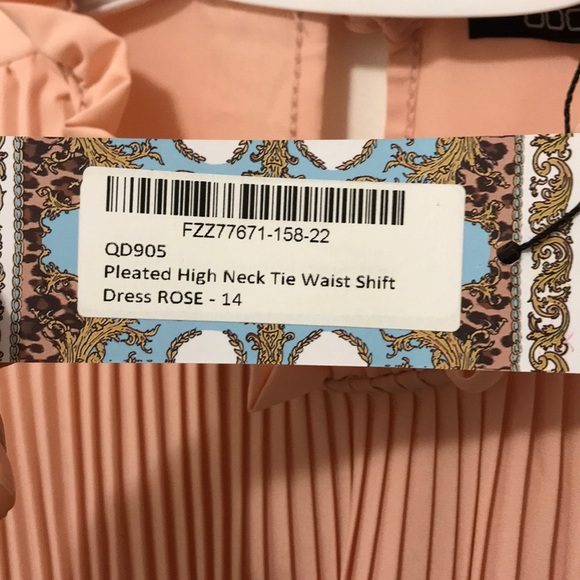 FZZ77671-158-22
QD905
Pleated High Neck Tie Waist Shift
Dress ROSE - 14